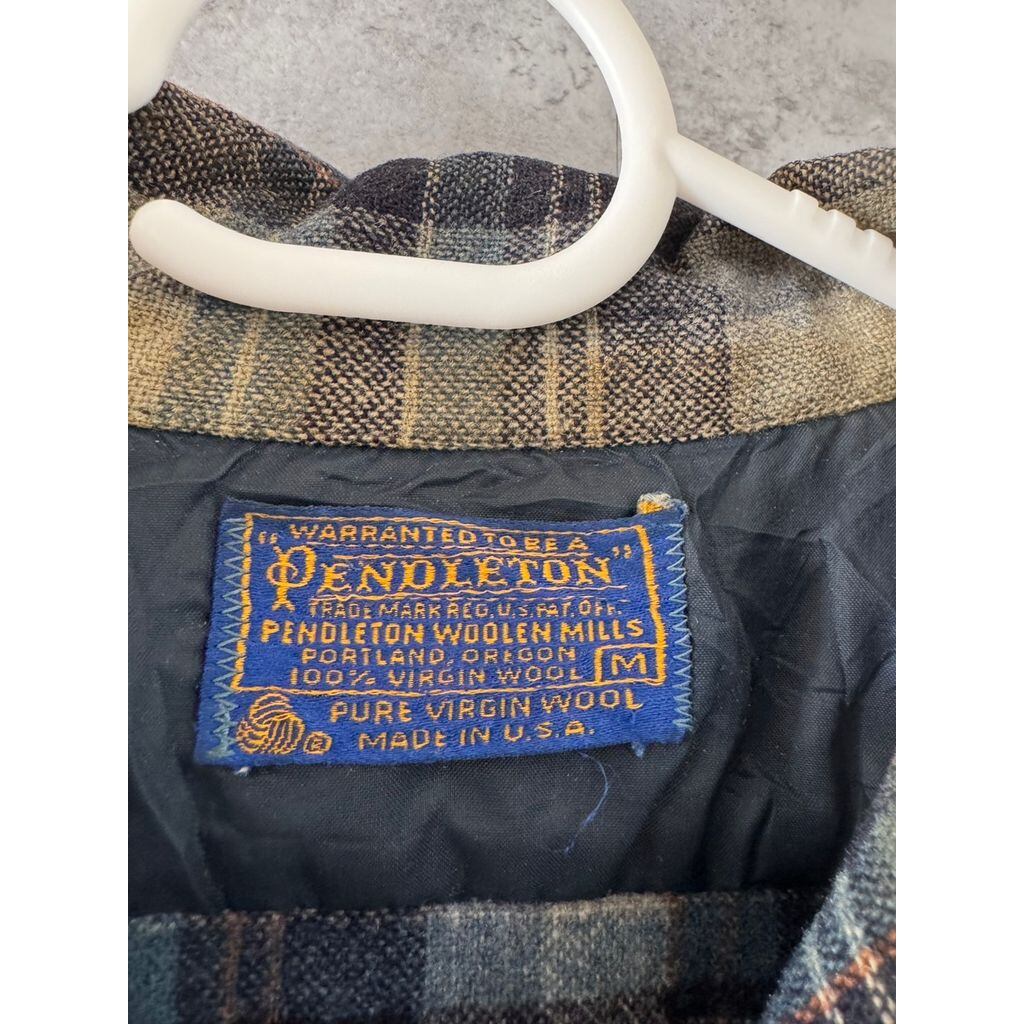 WARRANTED TO BE A
"PENDLETON"
TRADE MARK REG. U.S. PAT. OFF.
PENDLETON WOOLEN MILLS
PORTLAND, OREGON
100% VIRGIN WOOL M
PURE VIRGIN WOOL
® MADE IN U.S.A.